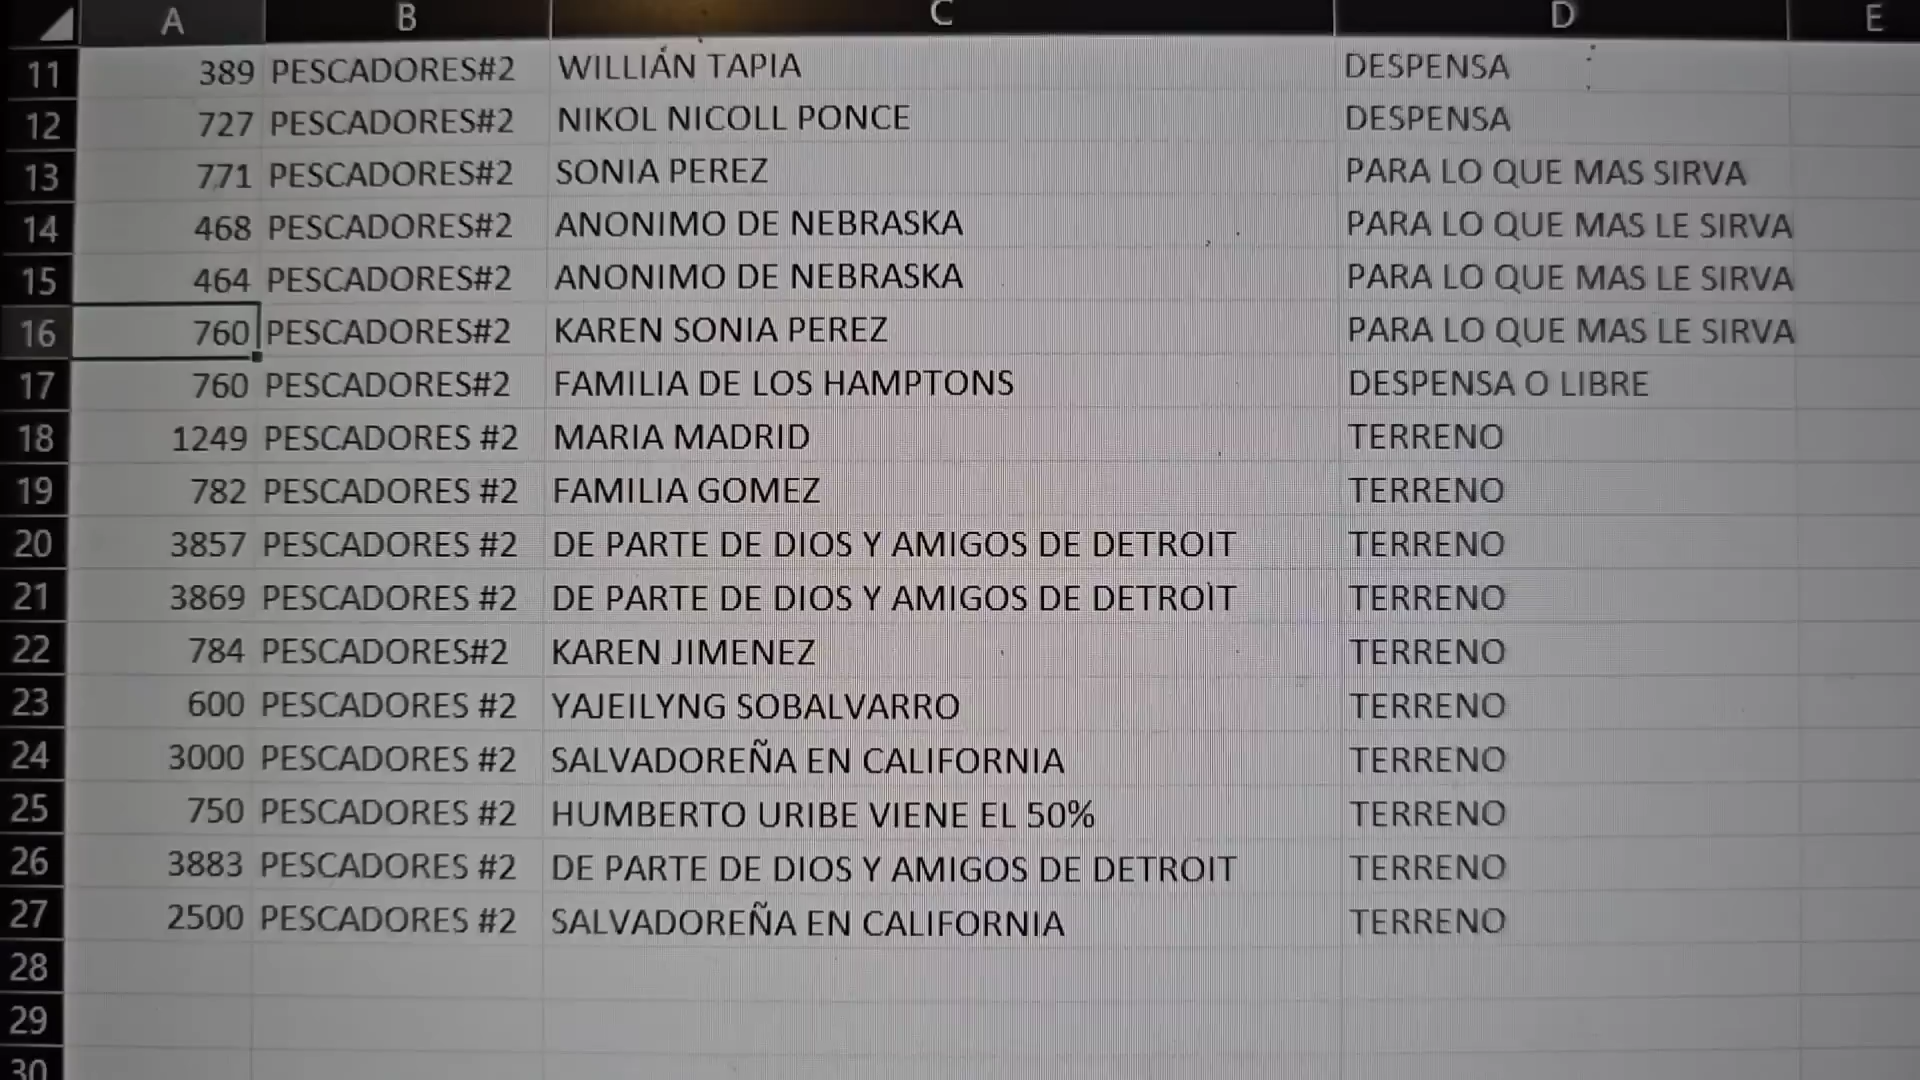 A B C D E
11 389 PESCADORES#2 WILLIÁN TAPIA DESPENSA
12 727 PESCADORES#2 NIKOL NICOLL PONCE DESPENSA
13 771 PESCADORES#2 SONIA PEREZ PARA LO QUE MAS SIRVA
14 468 PESCADORES#2 ANONIMO DE NEBRASKA PARA LO QUE MAS LE SIRVA
15 464 PESCADORES#2 ANONIMO DE NEBRASKA PARA LO QUE MAS LE SIRVA
16 760 PESCADORES#2 KAREN SONIA PEREZ PARA LO QUE MAS LE SIRVA
17 760 PESCADORES#2 FAMILIA DE LOS HAMPTONS DESPENSA O LIBRE
18 1249 PESCADORES #2 MARIA MADRID TERRENO
19 782 PESCADORES #2 FAMILIA GOMEZ TERRENO
20 3857 PESCADORES #2 DE PARTE DE DIOS Y AMIGOS DE DETROIT TERRENO
21 3869 PESCADORES #2 DE PARTE DE DIOS Y AMIGOS DE DETROIT TERRENO
22 784 PESCADORES#2 KAREN JIMENEZ TERRENO
23 600 PESCADORES #2 YAJEILYNG SOBALVARRO TERRENO
24 3000 PESCADORES #2 SALVADOREÑA EN CALIFORNIA TERRENO
25 750 PESCADORES #2 HUMBERTO URIBE VIENE EL 50% TERRENO
26 3883 PESCADORES #2 DE PARTE DE DIOS Y AMIGOS DE DETROIT TERRENO
27 2500 PESCADORES #2 SALVADOREÑA EN CALIFORNIA TERRENO
28
29
30